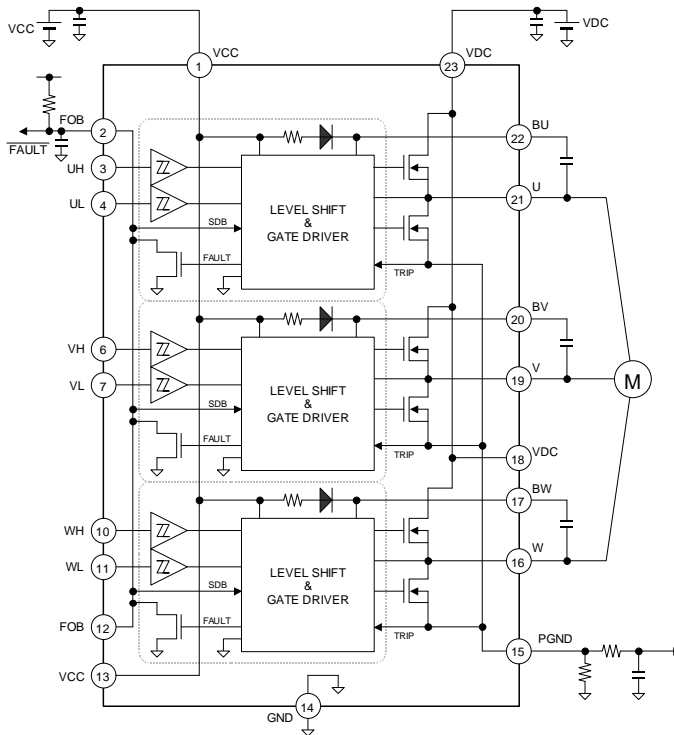 VCC
VDC
VCC
1
23
VDC
FOB
2
FAULT
UH
3
UL
4
LEVEL SHIFT
&
GATE DRIVER
SDB
FAULT
TRIP
22
BU
21
U
VH
6
VL
7
LEVEL SHIFT
&
GATE DRIVER
SDB
FAULT
TRIP
20
BV
19
V
M
18
VDC
17
BW
WH
10
WL
11
LEVEL SHIFT
&
GATE DRIVER
SDB
FAULT
TRIP
16
W
FOB
12
15
PGND
VCC
13
GND
14